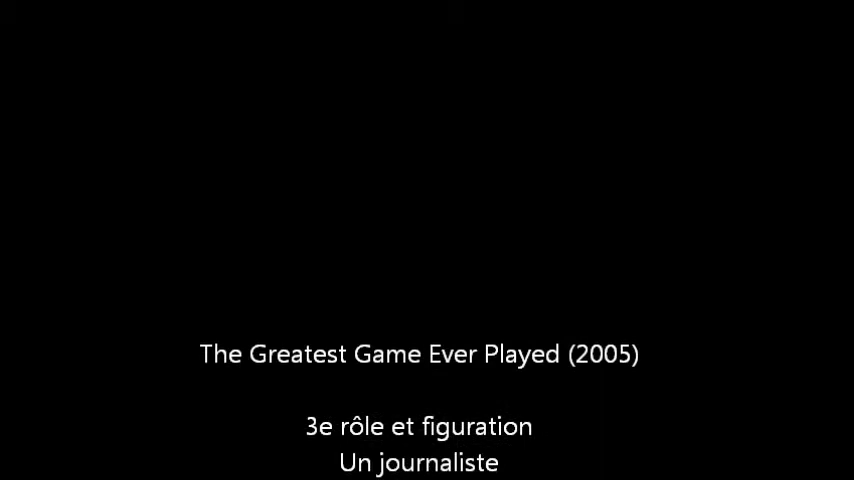 The Greatest Game Ever Played (2005)
3e rôle et figuration
Un journaliste